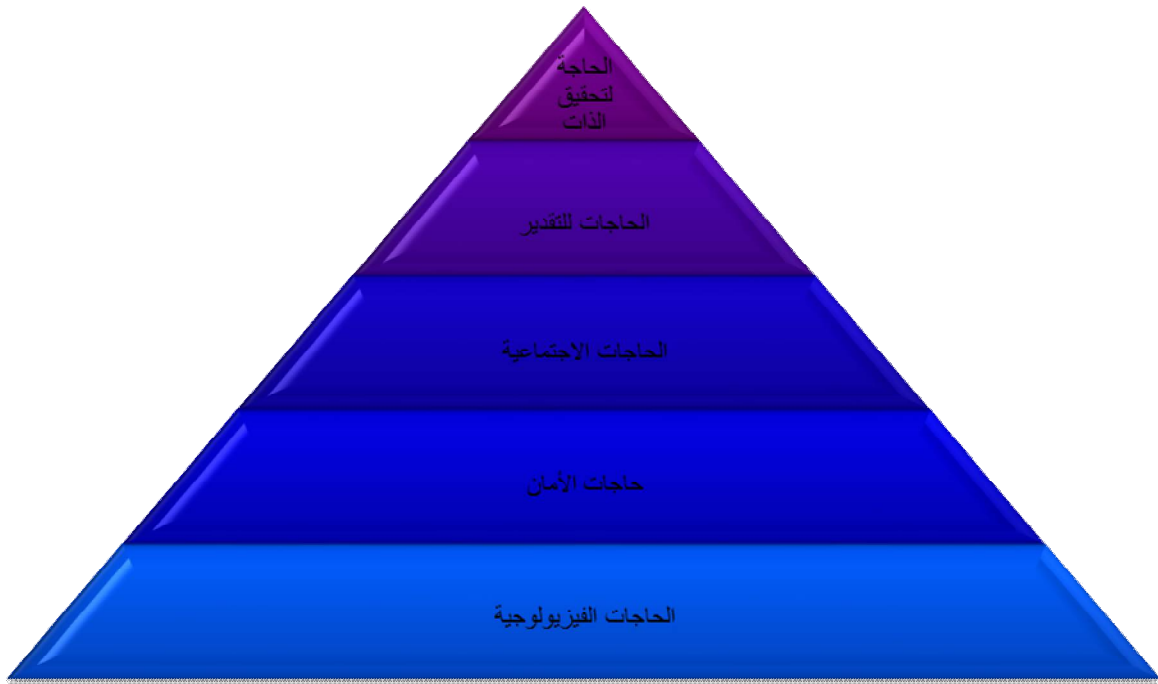 الحاجة
لتحقيق
الذات
الحاجات للتقدير
الحاجات الاجتماعية
حاجات الأمان
الحاجات الفيزيولوجية